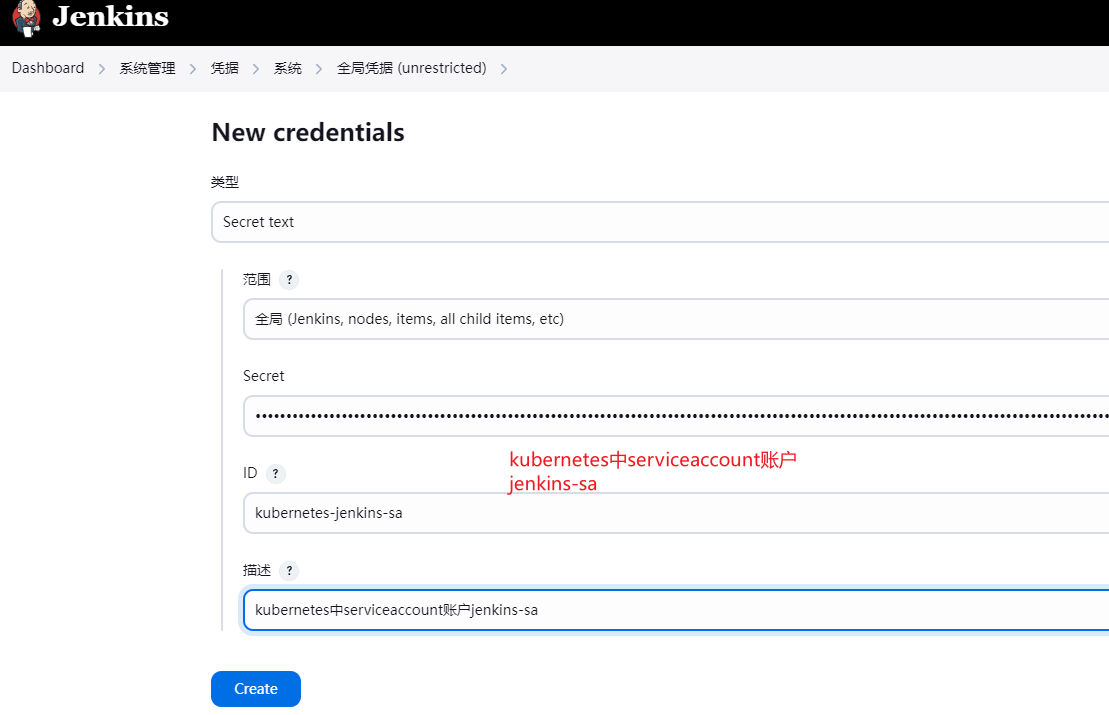 Jenkins
Dashboard > 系统管理 > 凭据 > 系统 > 全局凭据 (unrestricted) >
New credentials
类型
Secret text
范围 ?
全局 (Jenkins, nodes, items, all child items, etc)
Secret
kubernetes中serviceaccount账户
jenkins-sa
ID ?
kubernetes-jenkins-sa
描述 ?
kubernetes中serviceaccount账户jenkins-sa
Create